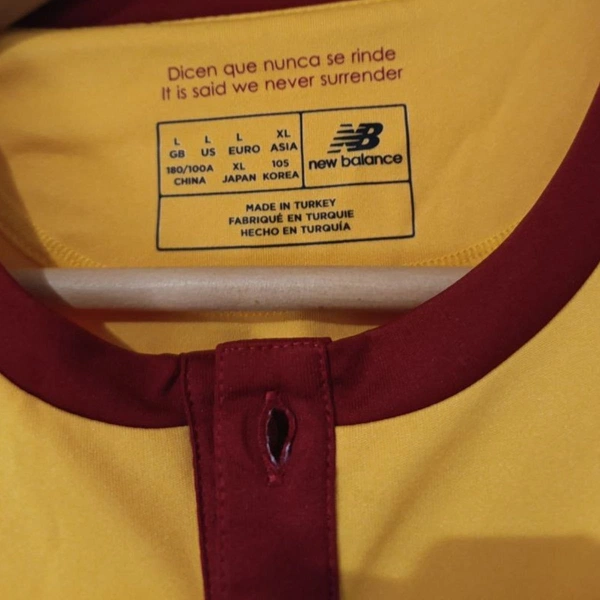 Dicen que nunca se rinde
It is said we never surrender
L L L XL
GB US EURO ASIA
180/100A XL 105
CHINA JAPAN KOREA
NB
new balance
MADE IN TURKEY
FABRIQUÉ EN TURQUIE
HECHO EN TURQUÍA